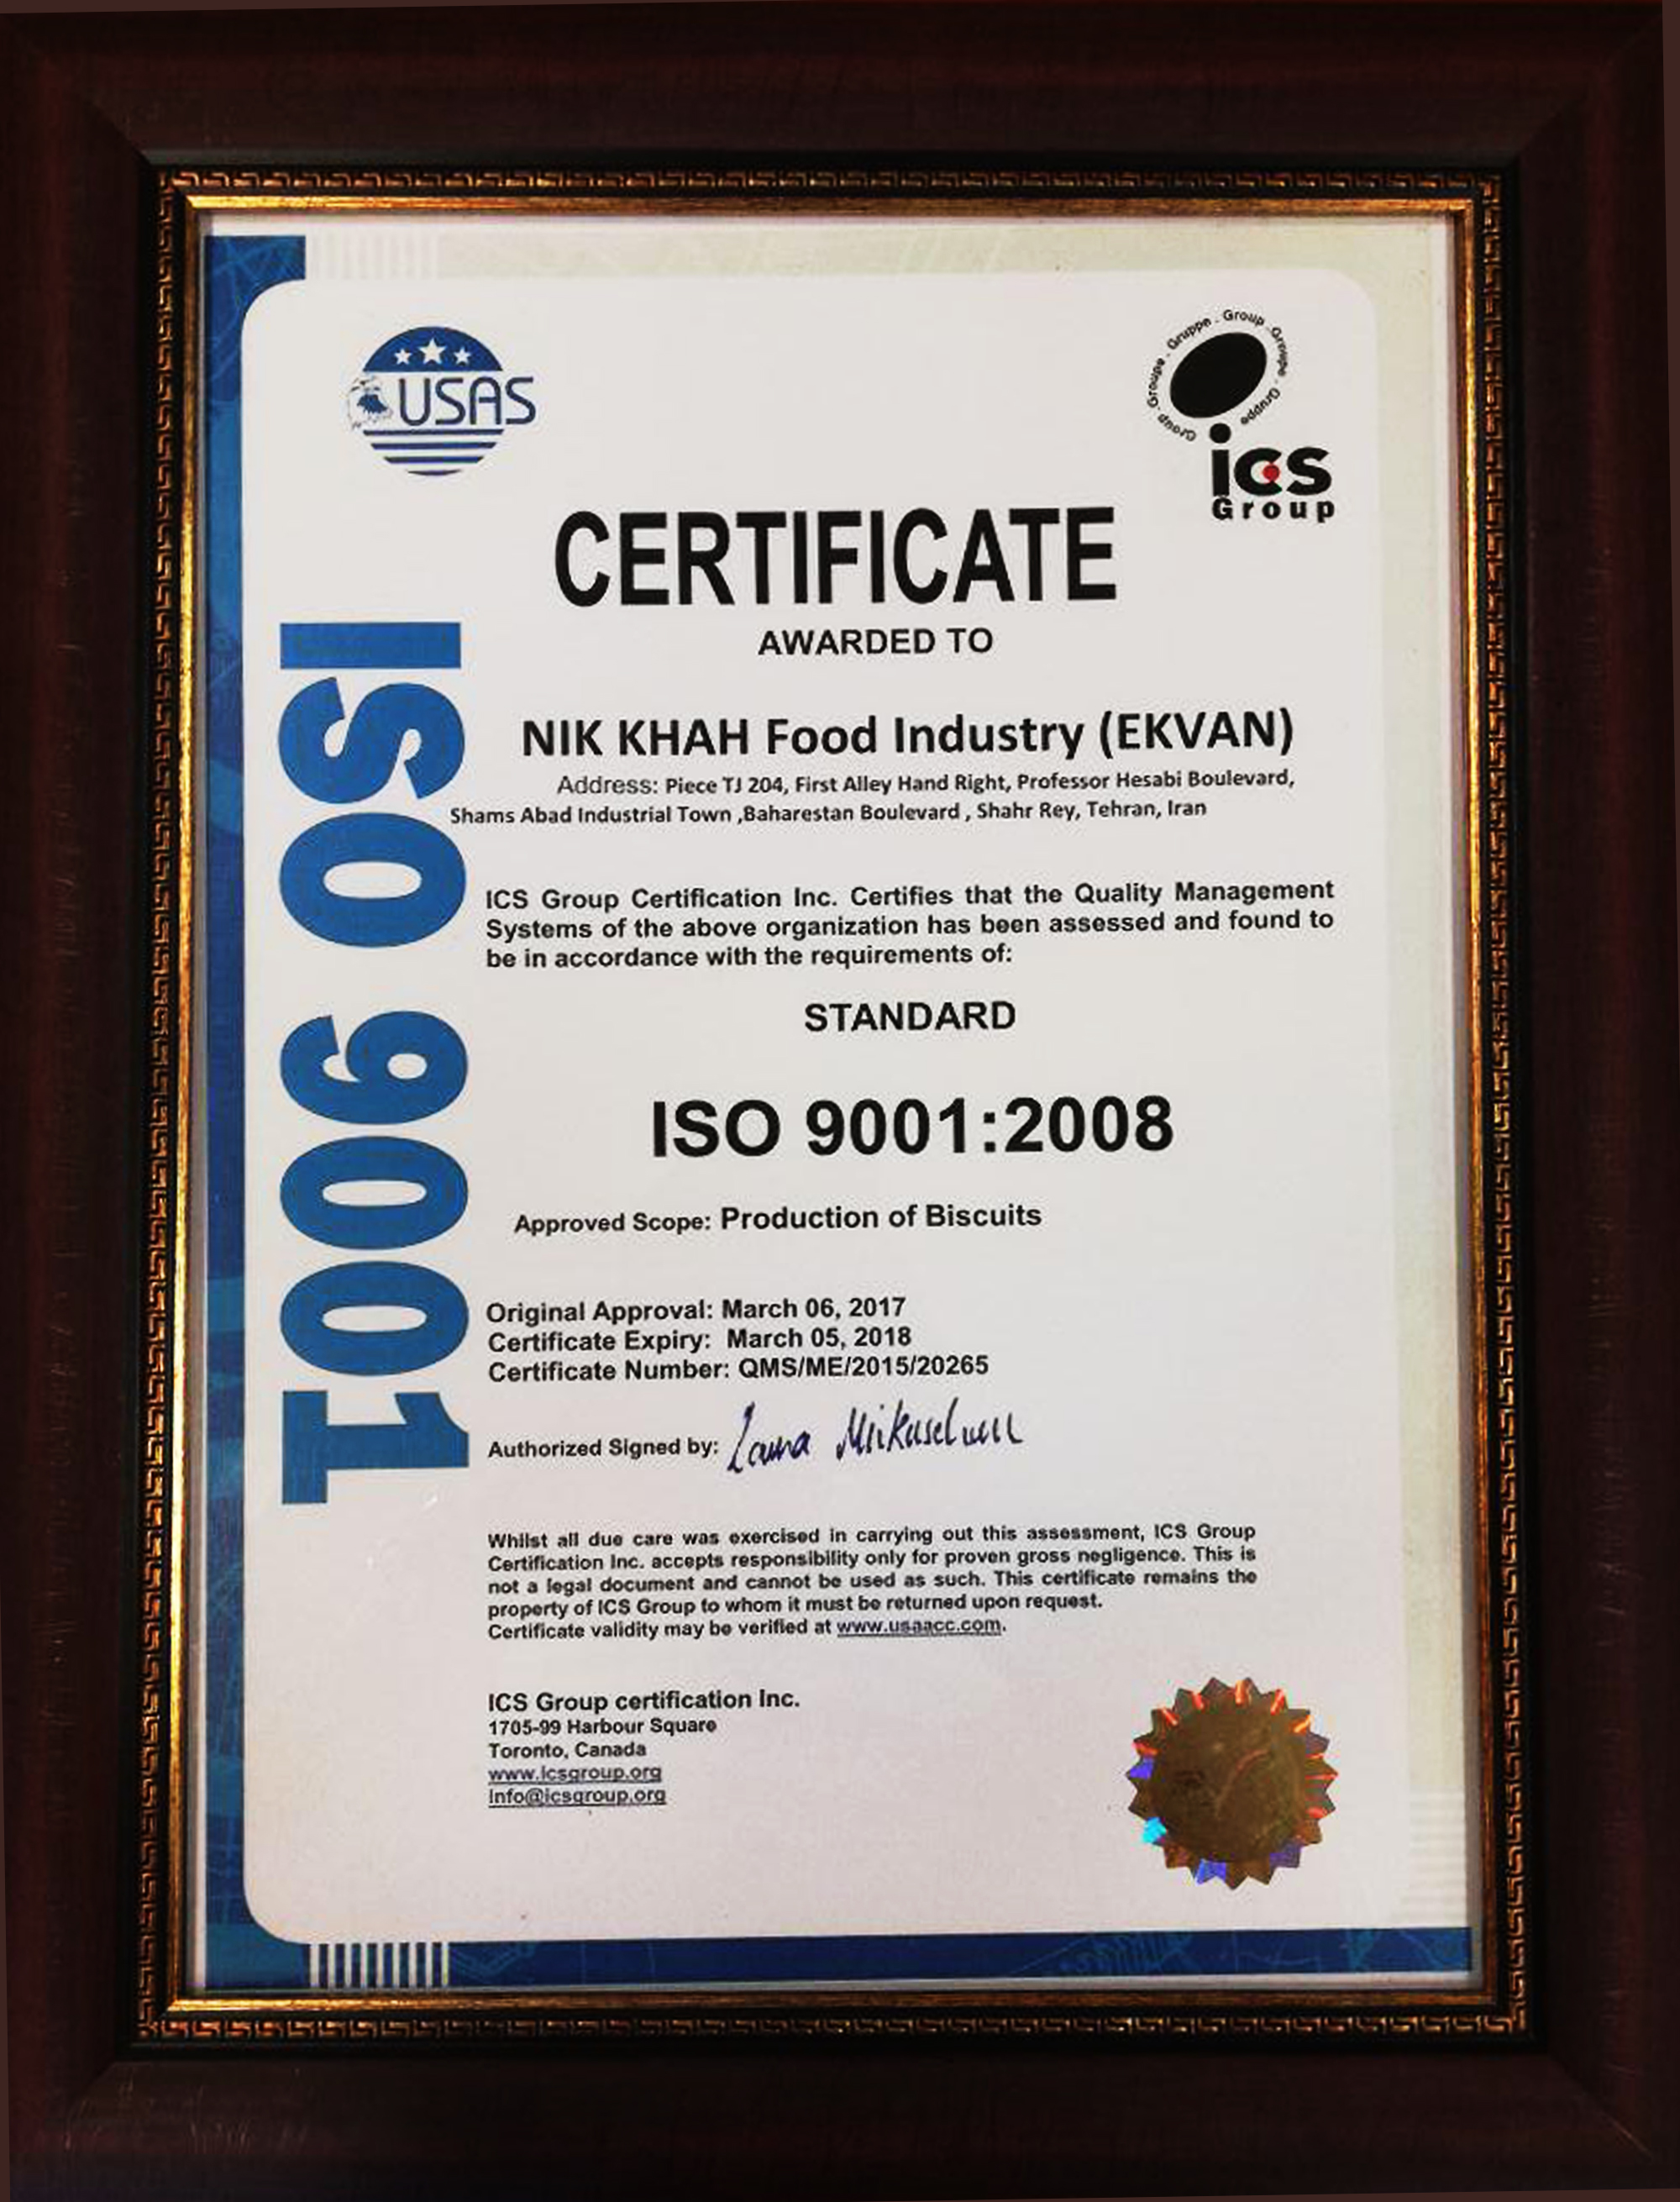 USAS
Group . Groupe . Gruppe . Group . Groupe . Gruppe
ics
Group
CERTIFICATE
AWARDED TO
ISO 9001
NIK KHAH Food Industry (EKVAN)
Address: Piece TJ 204, First Alley Hand Right, Professor Hesabi Boulevard,
Shams Abad Industrial Town ,Baharestan Boulevard , Shahr Rey, Tehran, Iran
ICS Group Certification Inc. Certifies that the Quality Management
Systems of the above organization has been assessed and found to
be in accordance with the requirements of:
STANDARD
ISO 9001:2008
Approved Scope: Production of Biscuits
Original Approval: March 06, 2017
Certificate Expiry: March 05, 2018
Certificate Number: QMS/ME/2015/20265
Authorized Signed by: Laura
Whilst all due care was exercised in carrying out this assessment, ICS Group
Certification Inc. accepts responsibility only for proven gross negligence. This is
not a legal document and cannot be used as such. This certificate remains the
property of ICS Group to whom it must be returned upon request.
Certificate validity may be verified at www.usaacc.com.
ICS Group certification Inc.
1705-99 Harbour Square
Toronto, Canada
www.icsgroup.org
Info@icsgroup.org